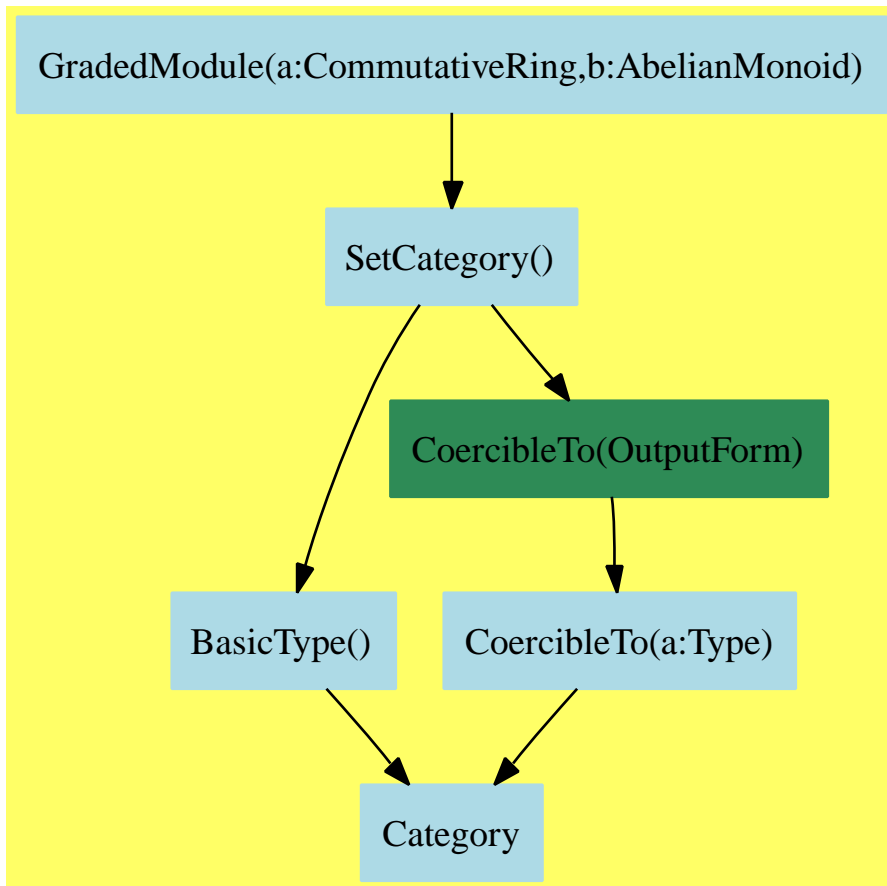 GradedModule(a:CommutativeRing,b:AbelianMonoid)
SetCategory()
CoercibleTo(OutputForm)
BasicType()
CoercibleTo(a:Type)
Category